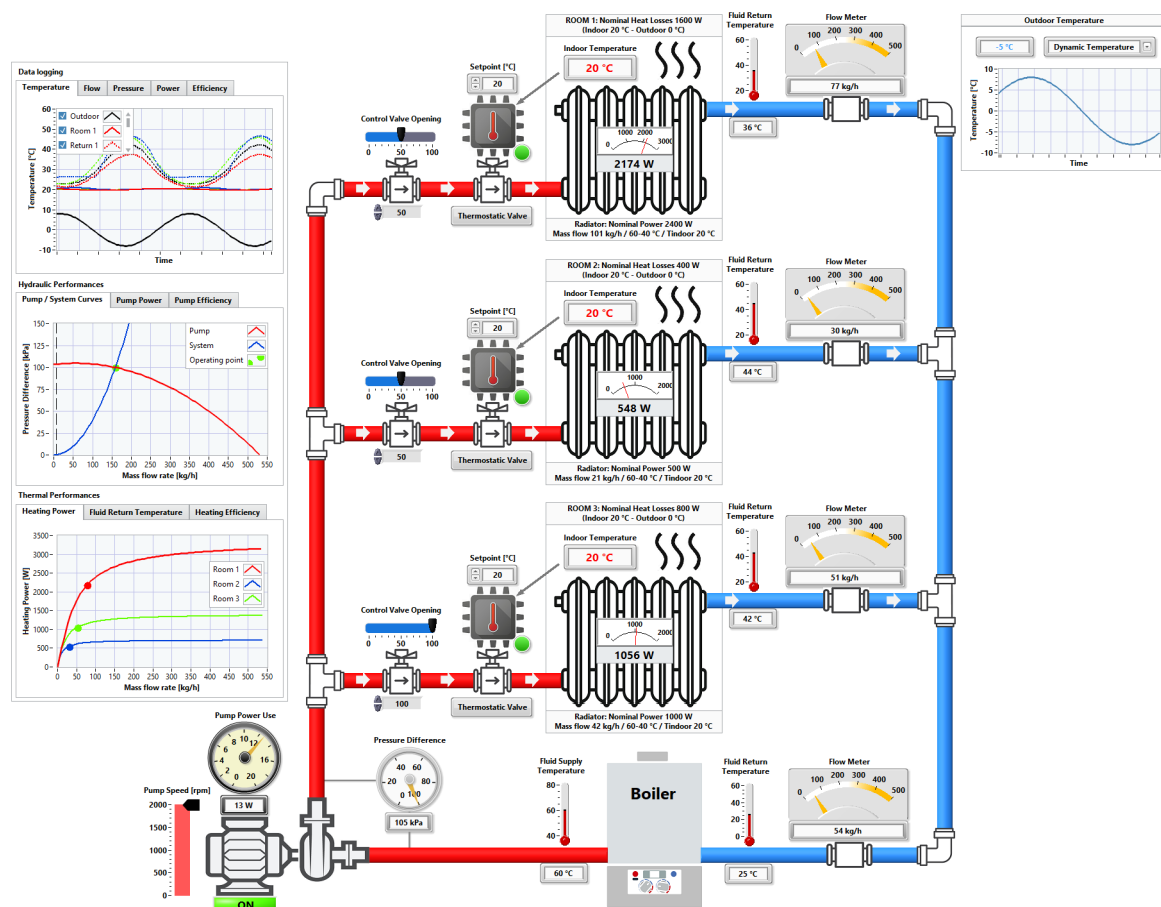 Data logging
Temperature
Flow
Pressure
Power
Efficiency
60
50
40
30
20
10
0
-10
Temperature [°C]
Outdoor
Room 1
Return 1
Time
Hydraulic Performances
Pump / System Curves
Pump Power
Pump Efficiency
150
125
100
75
50
25
0
Pressure Difference [kPa]
Pump
System
Operating point
0 50 100 150 200 250 300 350 400 450 500 550
Mass flow rate [kg/h]
Thermal Performances
Heating Power
Fluid Return Temperature
Heating Efficiency
3500
3000
2500
2000
1500
1000
500
0
Heating Power [W]
Room 1
Room 2
Room 3
0 50 100 150 200 250 300 350 400 450 500 550
Mass flow rate [kg/h]
Pump Power Use
0 2 4 6 8 10 12 16 20
13 W
Pump Speed [rpm]
2000
1500
1000
500
0
ON
Pressure Difference
0 20 40 60 80 100
105 kPa
Setpoint [°C]
20
Control Valve Opening
0 50 100
50
Thermostatic Valve
ROOM 1: Nominal Heat Losses 1600 W
(Indoor 20 °C - Outdoor 0 °C)
Indoor Temperature
20 °C
0 1000 2000 3000
2174 W
Radiator: Nominal Power 2400 W
Mass flow 101 kg/h / 60-40 °C / Tindoor 20 °C
Fluid Return
Temperature
60
40
20
36 °C
Flow Meter
0 100 200 300 400 500
77 kg/h
Setpoint [°C]
20
Control Valve Opening
0 50 100
50
Thermostatic Valve
ROOM 2: Nominal Heat Losses 400 W
(Indoor 20 °C - Outdoor 0 °C)
Indoor Temperature
20 °C
0 1000 2000
548 W
Radiator: Nominal Power 500 W
Mass flow 21 kg/h / 60-40 °C / Tindoor 20 °C
Fluid Return
Temperature
60
40
20
44 °C
Flow Meter
0 100 200 300 400 500
30 kg/h
Setpoint [°C]
20
Control Valve Opening
0 50 100
100
Thermostatic Valve
ROOM 3: Nominal Heat Losses 800 W
(Indoor 20 °C - Outdoor 0 °C)
Indoor Temperature
20 °C
0 1000 2000
1056 W
Radiator: Nominal Power 1000 W
Mass flow 42 kg/h / 60-40 °C / Tindoor 20 °C
Fluid Return
Temperature
60
40
20
42 °C
Flow Meter
0 100 200 300 400 500
51 kg/h
Fluid Supply
Temperature
80
60
40
60 °C
Boiler
Fluid Return
Temperature
60
40
20
0
25 °C
Flow Meter
0 100 200 300 400 500
54 kg/h
Outdoor Temperature
-5 °C
Dynamic Temperature
10
5
0
-5
-10
Temperature [°C]
Time